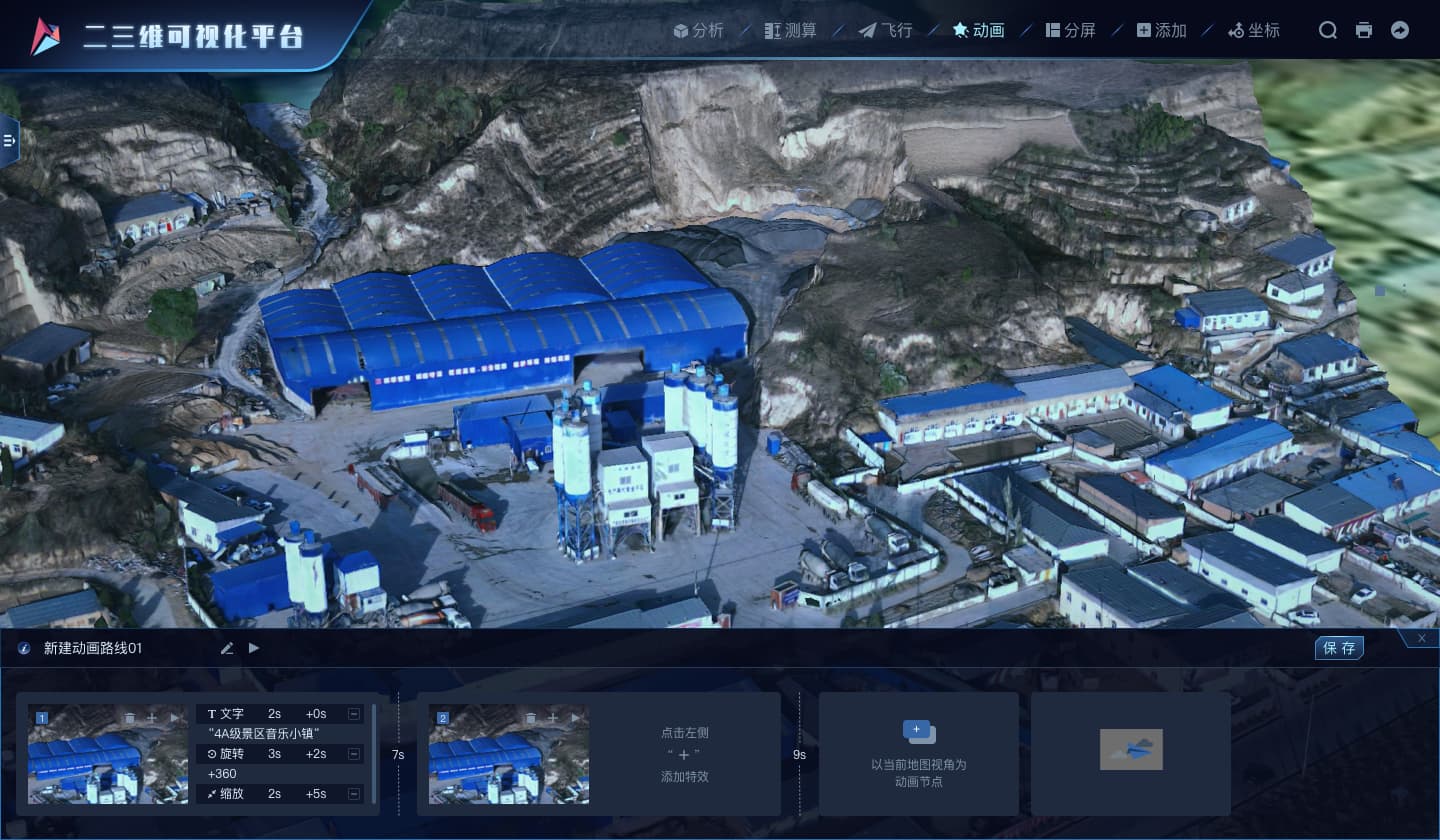 二三维可视化平台
分析
测算
飞行
动画
分屏
添加
坐标
新建动画路线01
保 存
1
T 文字 2s +0s
"4A级景区音乐小镇"
旋转 3s +2s
+360
缩放 2s +5s
7s
2
点击左侧
“ ＋ ”
添加特效
9s
以当前地图视角为
动画节点